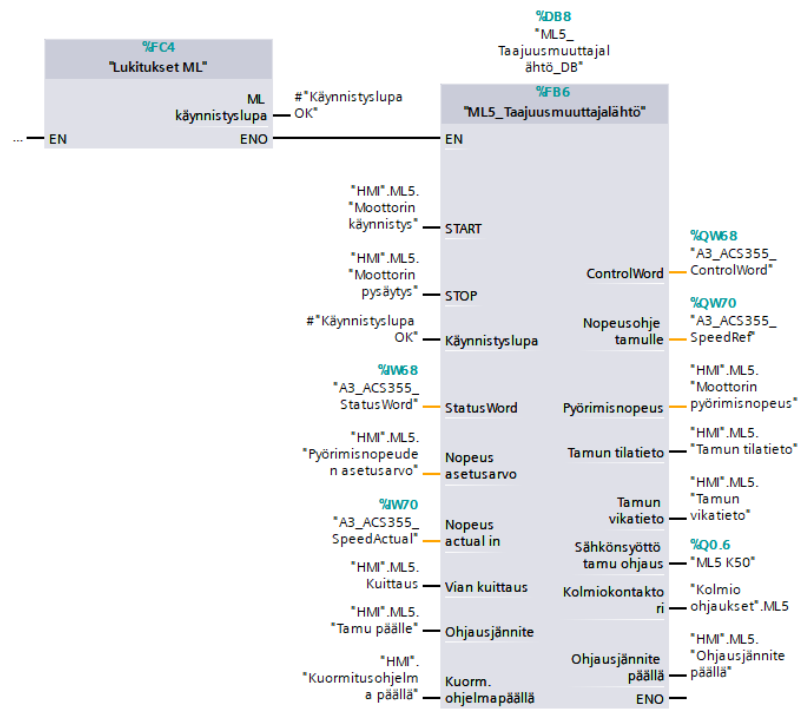 %DB8
"ML5_
Taajuusmuuttajal
ähtö_DB"
%FC4
"Lukitukset ML"
ML
käynnistyslupa
#"Käynnistyslupa
OK"
... EN
ENO
%FB6
"ML5_Taajuusmuuttajalähtö"
EN
"HMI".ML5.
"Moottorin
käynnistys"
START
"HMI".ML5.
"Moottorin
pysäytys"
STOP
#"Käynnistyslupa
OK"
Käynnistyslupa
%IW68
"A3_ACS355_
StatusWord"
StatusWord
"HMI".ML5.
"Pyörimisnopeude
n asetusarvo"
Nopeus
asetusarvo
%IW70
"A3_ACS355_
SpeedActual"
Nopeus
actual in
"HMI".ML5.
Kuittaus
Vian kuittaus
"HMI".ML5.
"Tamu päälle"
Ohjausjännite
"HMI".
"Kuormitusohjelm
a päällä"
Kuorm.
ohjelmapäällä
ControlWord
%QW68
"A3_ACS355_
ControlWord"
Nopeusohje
tamulle
%QW70
"A3_ACS355_
SpeedRef"
Pyörimisnopeus
"HMI".ML5.
"Moottorin
pyörimisnopeus"
Tamun tilatieto
"HMI".ML5.
"Tamun tilatieto"
Tamun
vikatieto
"HMI".ML5.
"Tamun
vikatieto"
Sähkönsyöttö
tamu ohjaus
%Q0.6
"ML5 K50"
Kolmiokontakto
ri
"Kolmio
ohjaukset".ML5
Ohjausjännite
päällä
"HMI".ML5.
"Ohjausjännite
päällä"
ENO